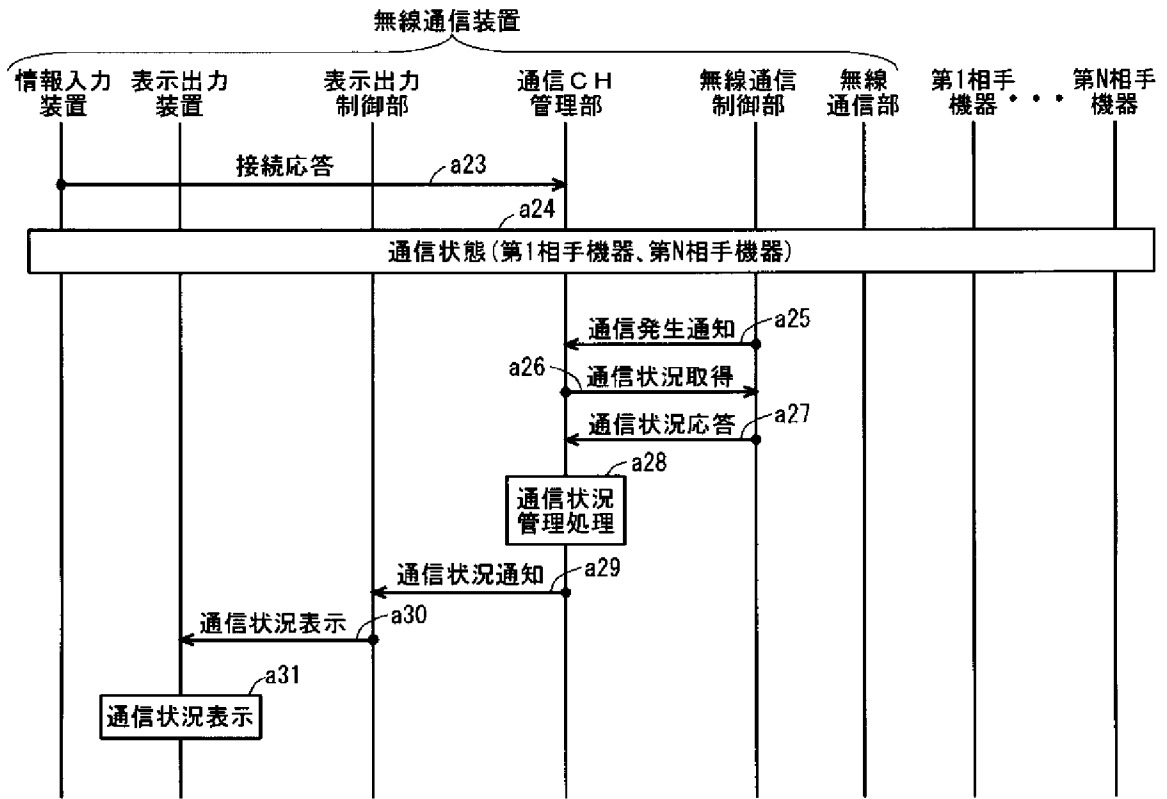 無線通信装置
情報入力
装置
表示出力
装置
表示出力
制御部
通信CH
管理部
無線通信
制御部
無線
通信部
第1相手
機器
・・・
第N相手
機器
接続応答
a23
a24
通信状態(第1相手機器、第N相手機器)
通信発生通知
a25
a26
通信状況取得
通信状況応答
a27
a28
通信状況
管理処理
通信状況通知
a29
通信状況表示
a30
a31
通信状況表示